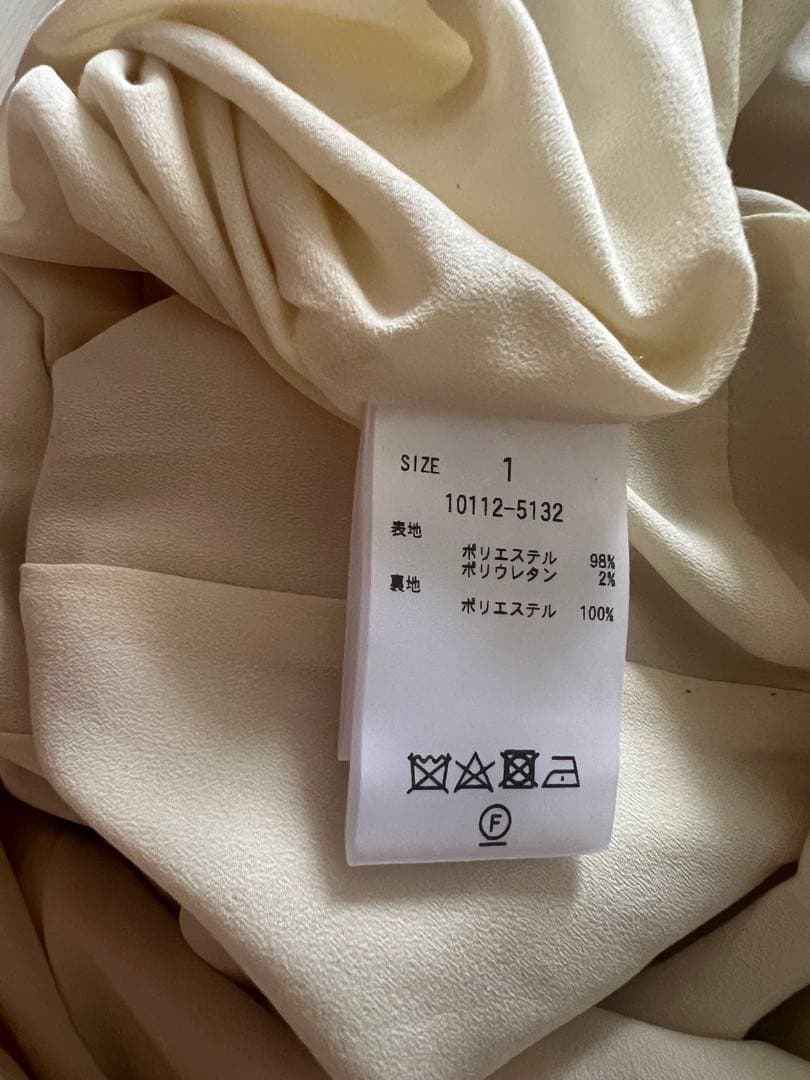 SIZE 1
10112-5132
表地
ポリエステル 98%
ポリウレタン 2%
裏地
ポリエステル 100%
F